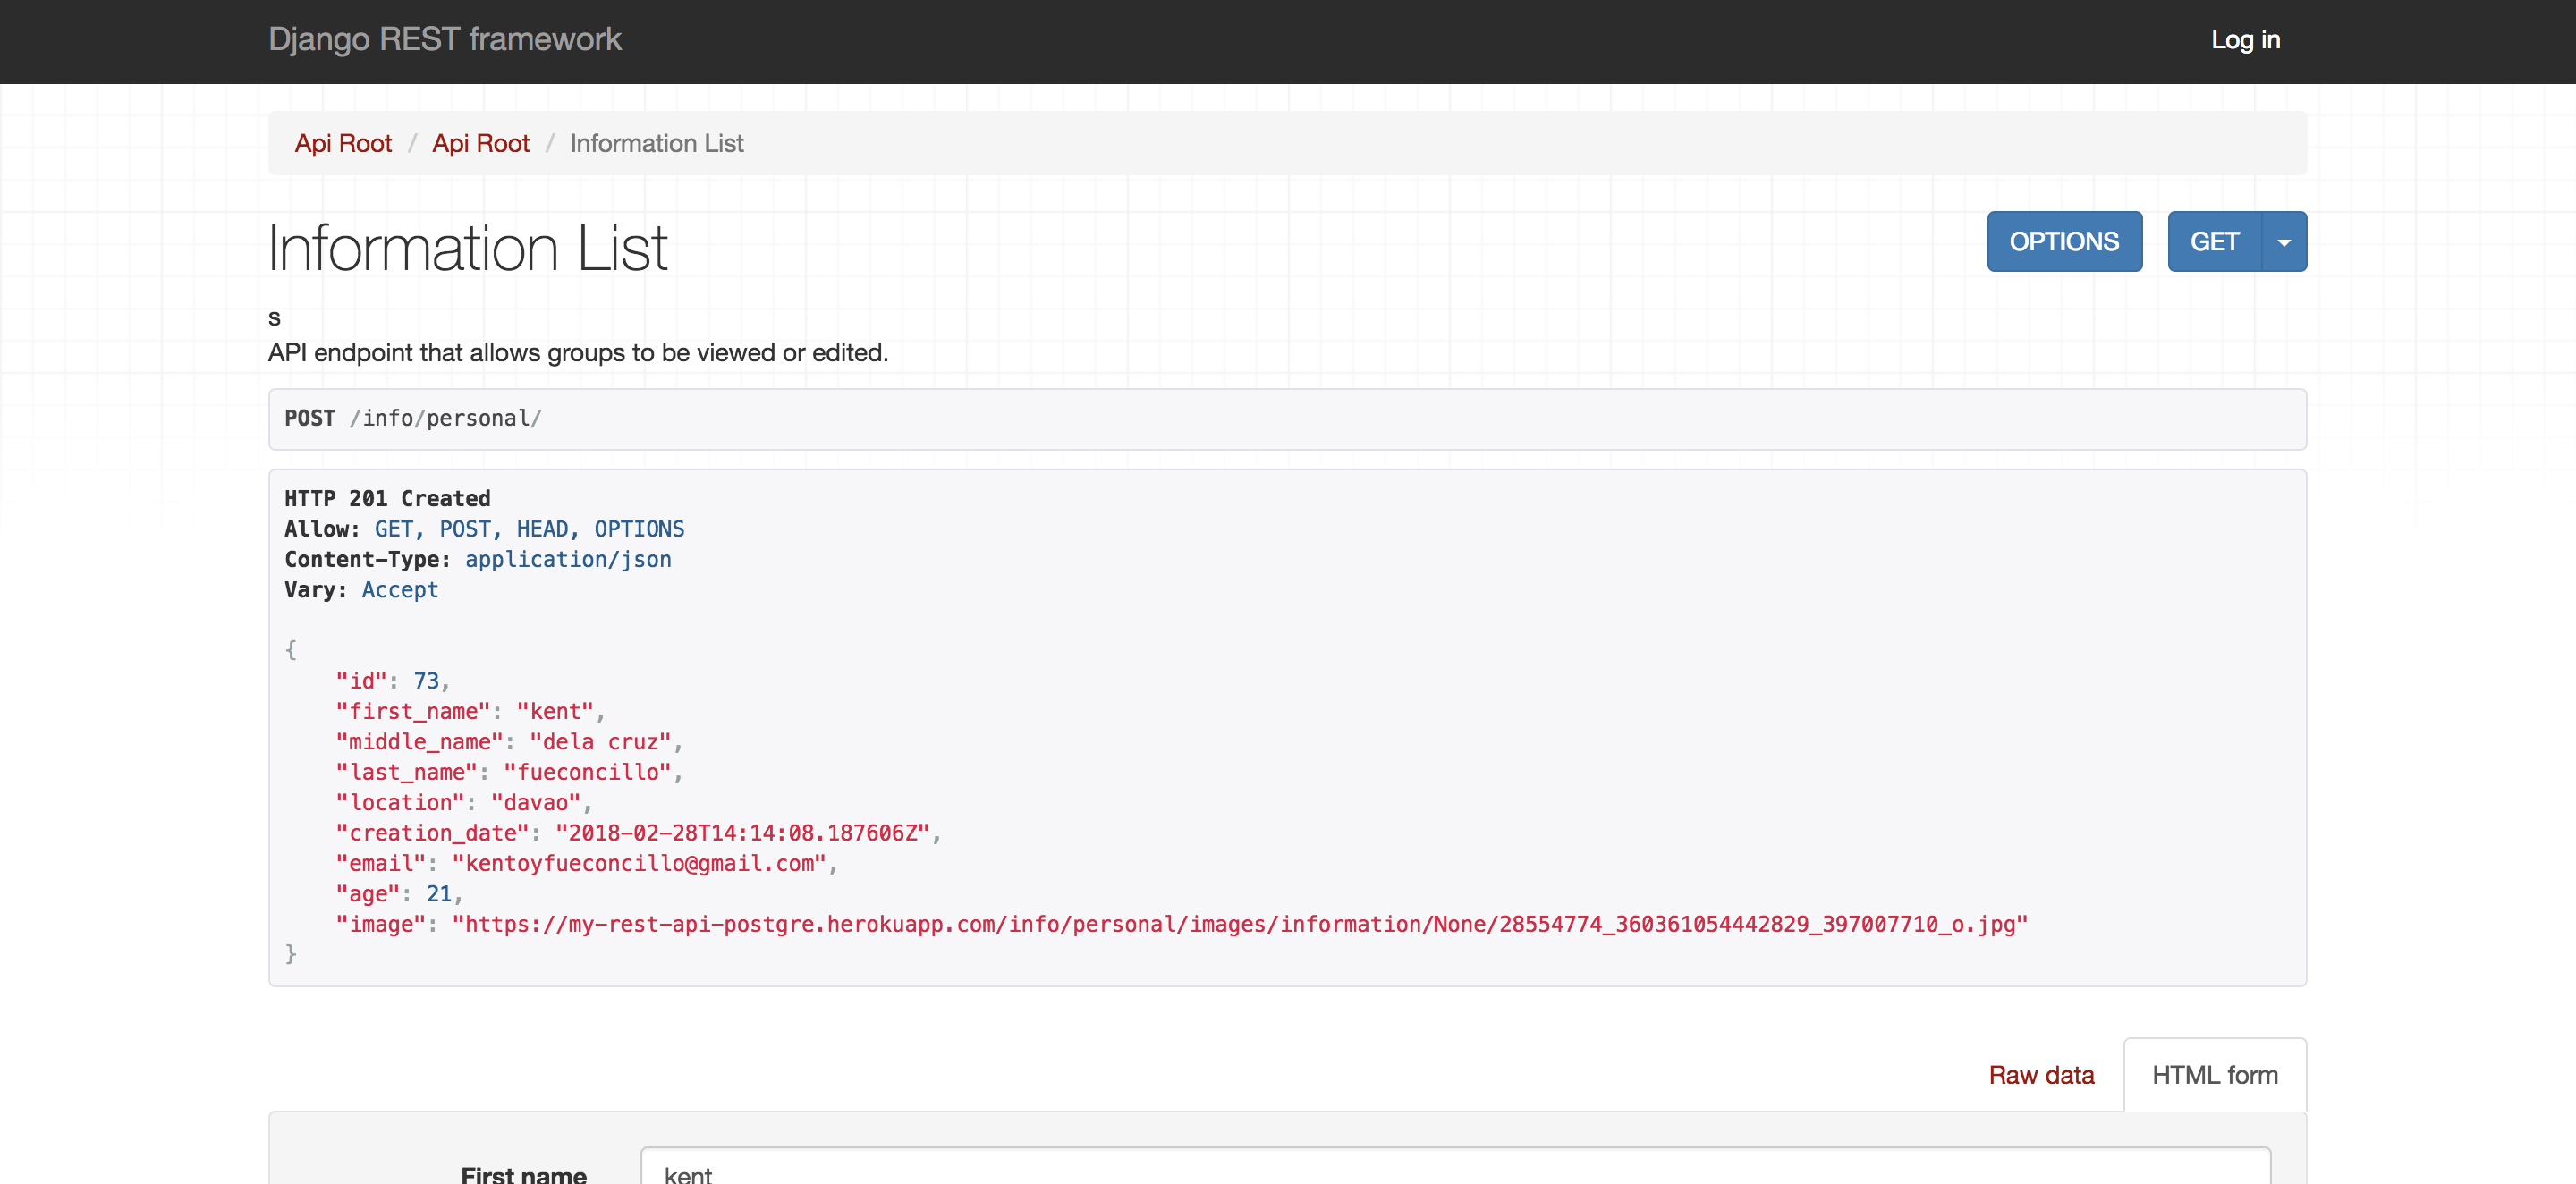 Django REST framework Log in
Api Root / Api Root / Information List
Information List OPTIONS GET
s
API endpoint that allows groups to be viewed or edited.
POST /info/personal/
HTTP 201 Created
Allow: GET, POST, HEAD, OPTIONS
Content-Type: application/json
Vary: Accept
{
    "id": 73,
    "first_name": "kent",
    "middle_name": "dela cruz",
    "last_name": "fueconcillo",
    "location": "davao",
    "creation_date": "2018-02-28T14:14:08.187606Z",
    "email": "kentoyfueconcillo@gmail.com",
    "age": 21,
    "image": "https://my-rest-api-postgre.herokuapp.com/info/personal/images/information/None/28554774_360361054442829_397007710_o.jpg"
}
Raw data HTML form
First name kent